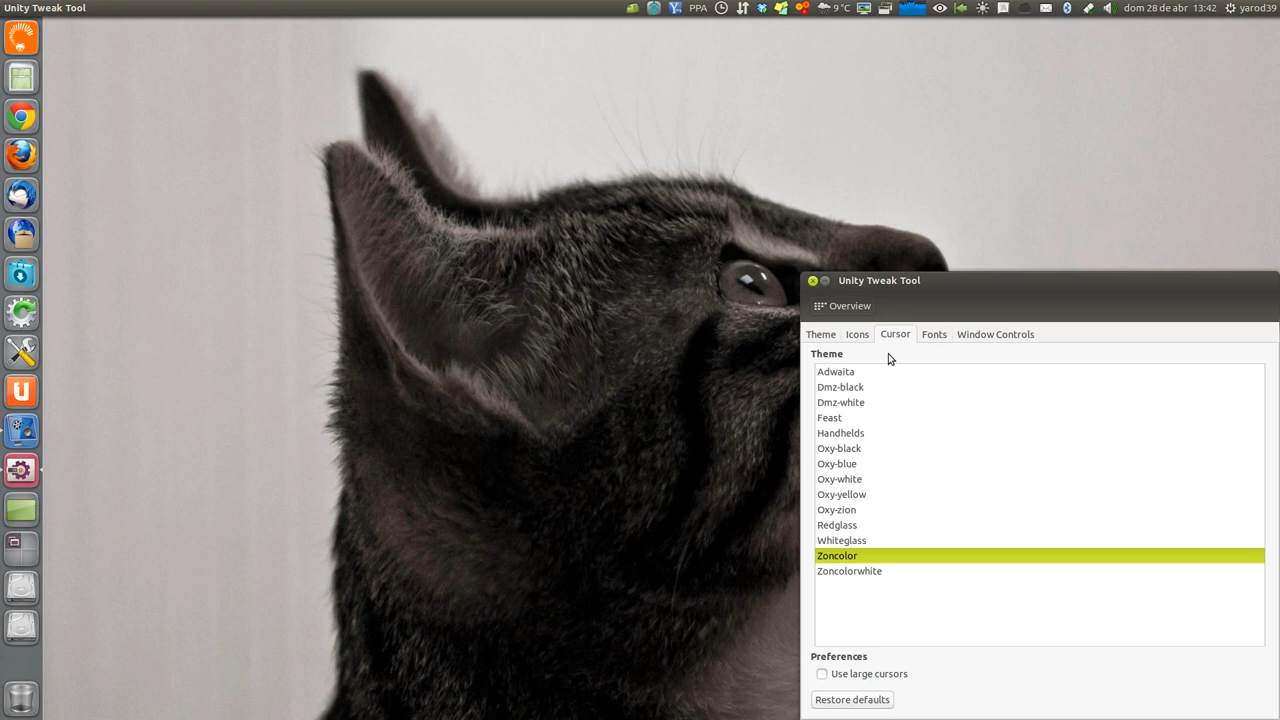 Unity Tweak Tool
PPA
9 °C
dom 28 de abr
13:42
yarod39
Unity Tweak Tool
Overview
Theme
Icons
Cursor
Fonts
Window Controls
Theme
Adwaita
Dmz-black
Dmz-white
Feast
Handhelds
Oxy-black
Oxy-blue
Oxy-white
Oxy-yellow
Oxy-zion
Redglass
Whiteglass
Zoncolor
Zoncolorwhite
Preferences
Use large cursors
Restore defaults